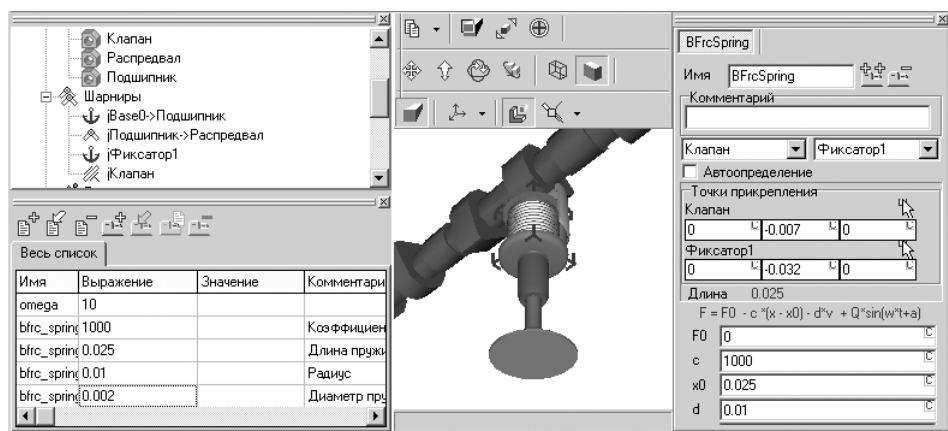 Клапан
Распредвал
Подшипник
Шарниры
jBase0->Подшипник
jПодшипник->Распредвал
jФиксатор1
jКлапан
Весь список
Имя Выражение Значение Комментари
omega 10
bfrc_spring 1000 Коэффициен
bfrc_spring 0.025 Длина пружи
bfrc_spring 0.01 Радиус
bfrc_spring 0.002 Диаметр пру
BFrcSpring
Имя BFrcSpring
Комментарий
Клапан Фиксатор1
Автоопределение
Точки прикрепления
Клапан
0 C -0.007 C 0 C
Фиксатор1
0 C -0.032 C 0 C
Длина 0.025
F = F0 - c *(x - x0) - d*v + Q*sin(w*t+a)
F0 0 C
c 1000 C
x0 0.025 C
d 0.01 C